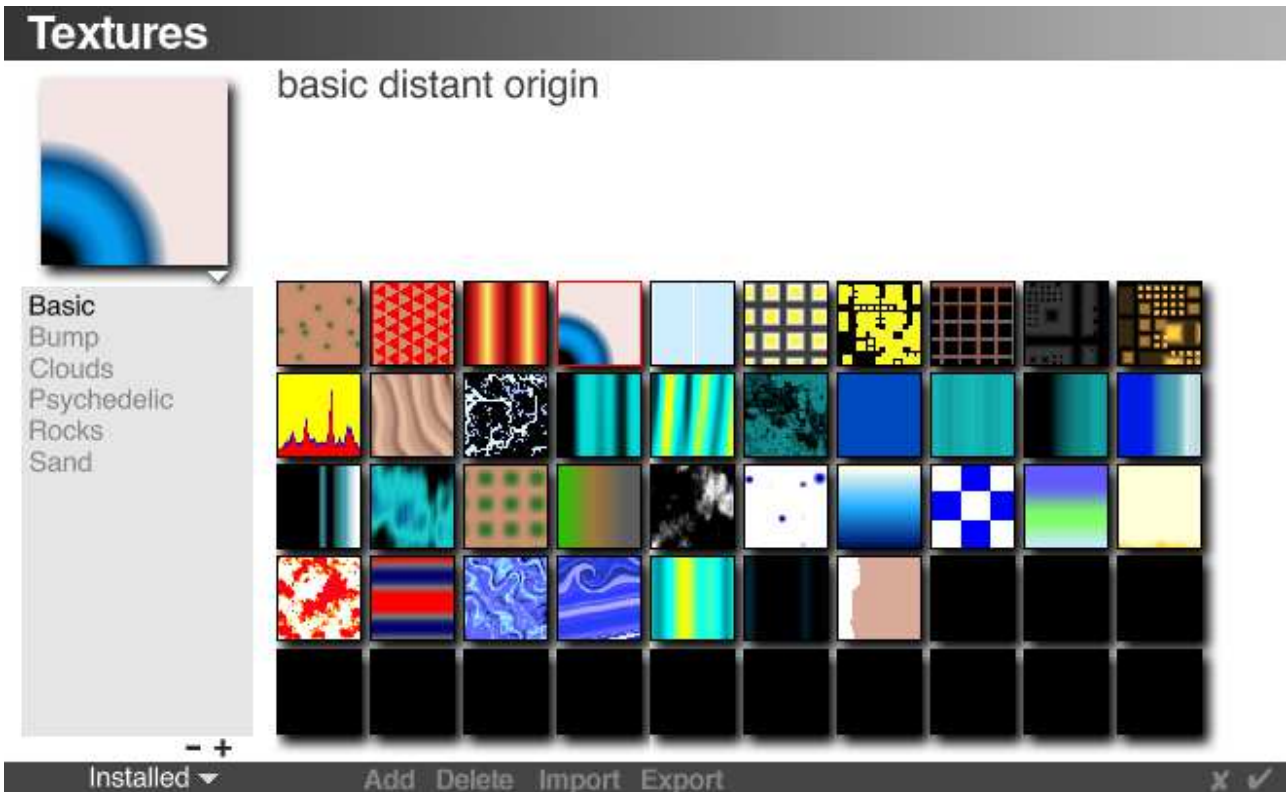 Textures
basic distant origin
Basic
Bump
Clouds
Psychedelic
Rocks
Sand
- +
Installed
Add Delete Import Export